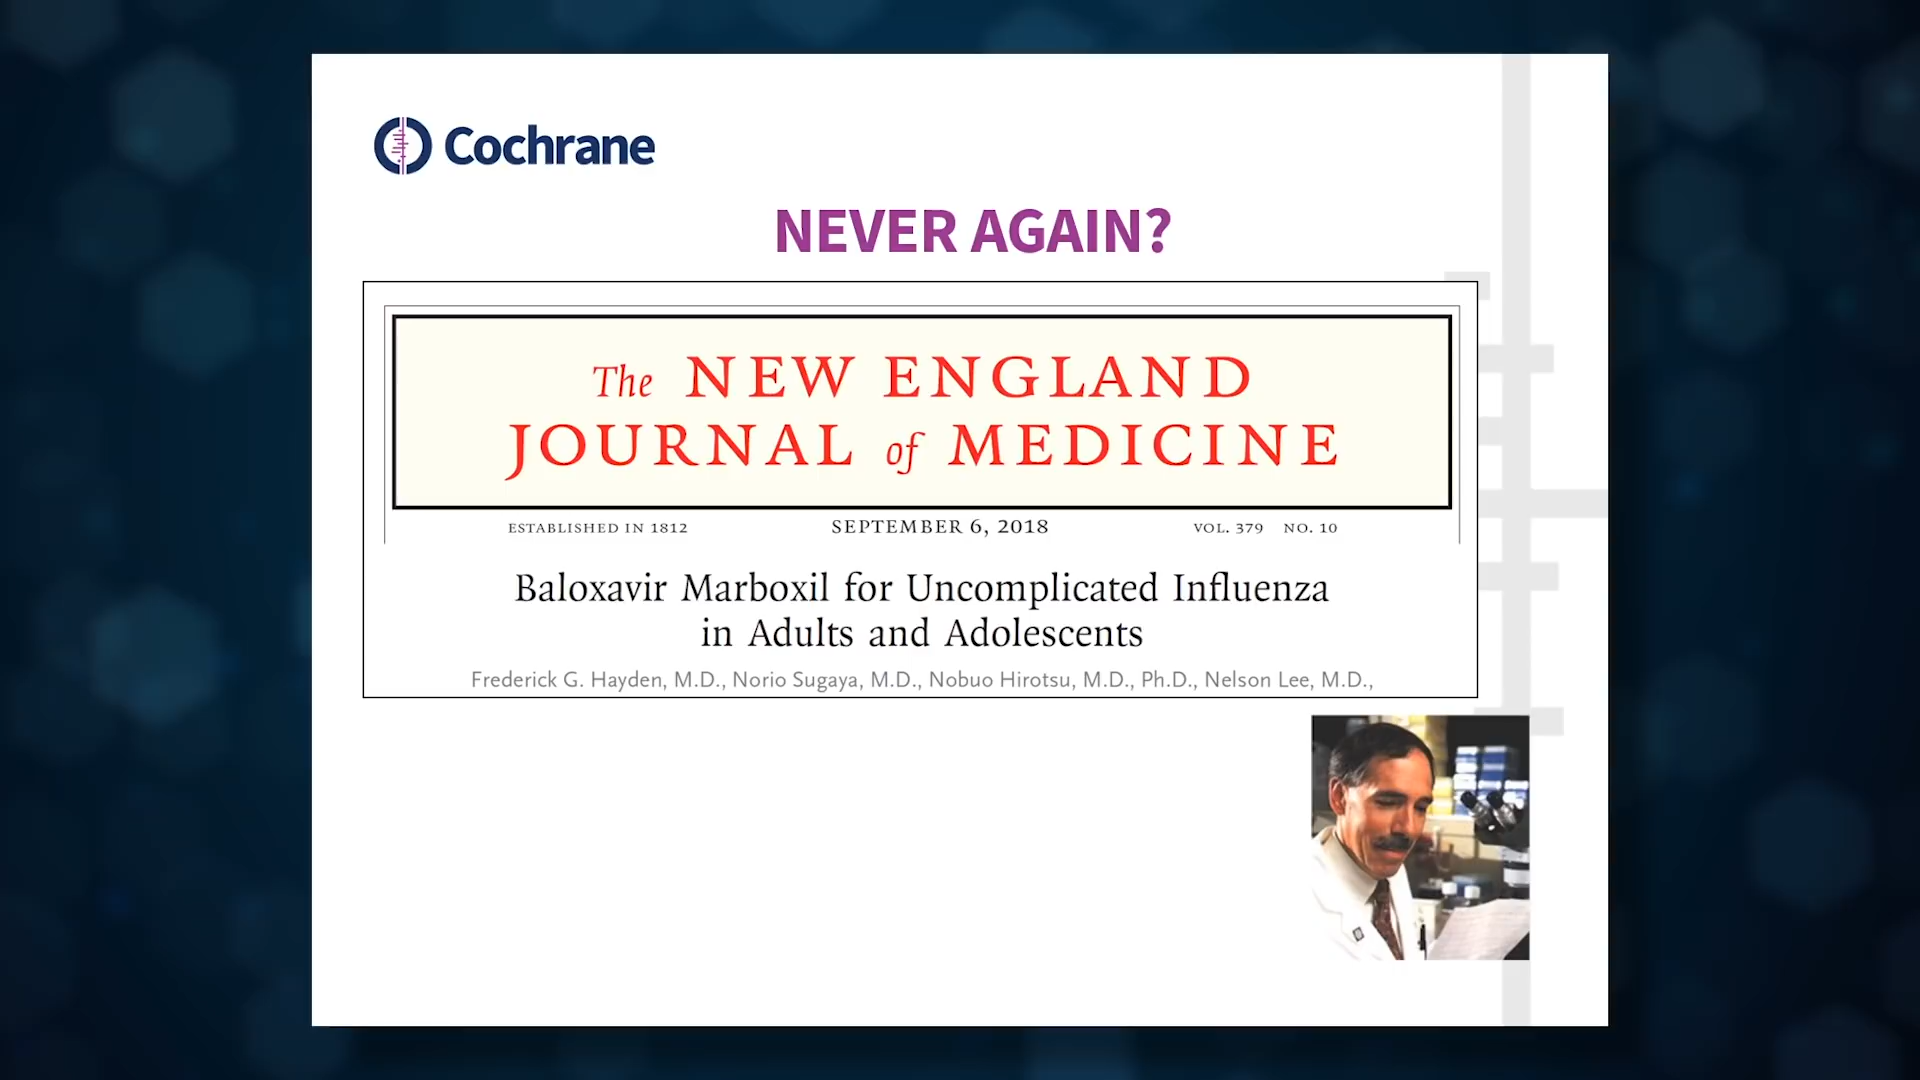 Cochrane
NEVER AGAIN?
The NEW ENGLAND
JOURNAL of MEDICINE
ESTABLISHED IN 1812 SEPTEMBER 6, 2018 VOL. 379 NO. 10
Baloxavir Marboxil for Uncomplicated Influenza
in Adults and Adolescents
Frederick G. Hayden, M.D., Norio Sugaya, M.D., Nobuo Hirotsu, M.D., Ph.D., Nelson Lee, M.D.,